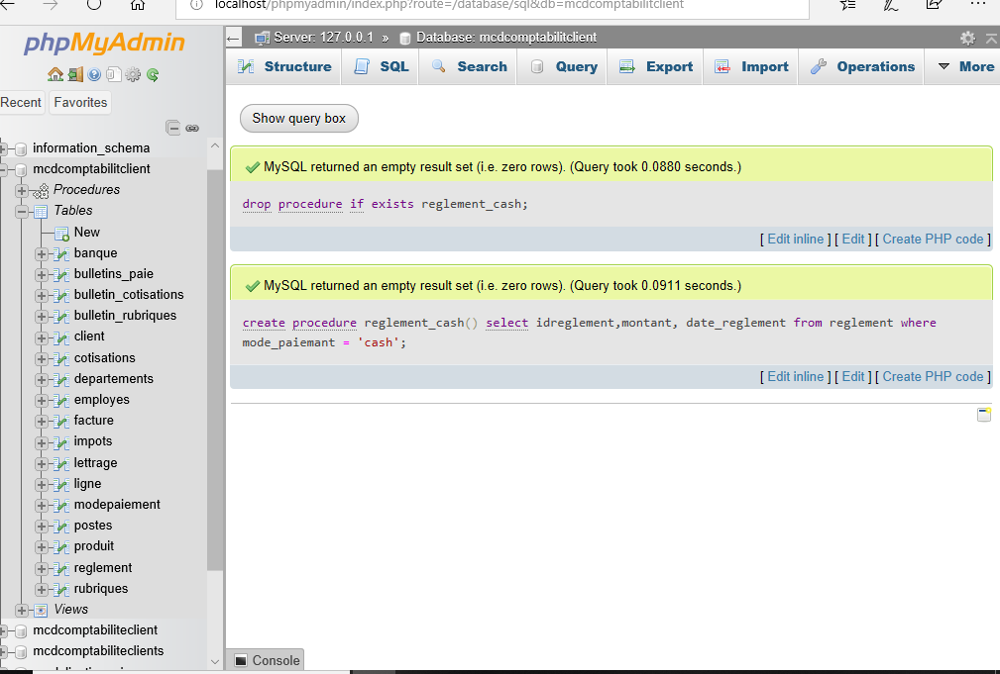 localhost/phpmyadmin/index.php?route=/database/sql&db=mcdcomptabilitclient
phpMyAdmin
Recent Favorites
information_schema
mcdcomptabilitclient
Procedures
Tables
New
banque
bulletins_paie
bulletin_cotisations
bulletin_rubriques
client
cotisations
departements
employes
facture
impots
lettrage
ligne
modepaiement
postes
produit
reglement
rubriques
Views
mcdcomptabiliteclient
mcdcomptabiliteclients
Server: 127.0.0.1 » Database: mcdcomptabilitclient
Structure SQL Search Query Export Import Operations More
Show query box
MySQL returned an empty result set (i.e. zero rows). (Query took 0.0880 seconds.)
drop procedure if exists reglement_cash;
[ Edit inline ] [ Edit ] [ Create PHP code ]
MySQL returned an empty result set (i.e. zero rows). (Query took 0.0911 seconds.)
create procedure reglement_cash() select idreglement,montant, date_reglement from reglement where
mode_paiemant = 'cash';
[ Edit inline ] [ Edit ] [ Create PHP code ]
Console